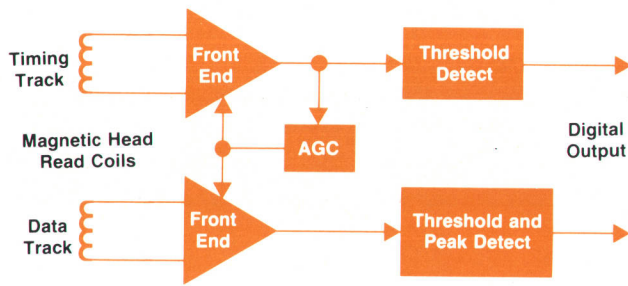 Timing
Track
Front
End
Threshold
Detect
Magnetic Head
Read Coils
AGC
Digital
Output
Data
Track
Front
End
Threshold and
Peak Detect